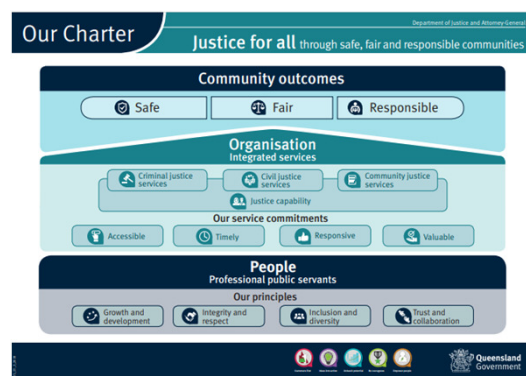 Department of Justice and Attorney-General
Our Charter
Justice for all through safe, fair and responsible communities
Community outcomes
Safe
Fair
Responsible
Organisation
Integrated services
Criminal justice
services
Civil justice
services
Community justice
services
Justice capability
Our service commitments
Accessible
Timely
Responsive
Valuable
People
Professional public servants
Our principles
Growth and
development
Integrity and
respect
Inclusion and
diversity
Trust and
collaboration
Queensland
Government